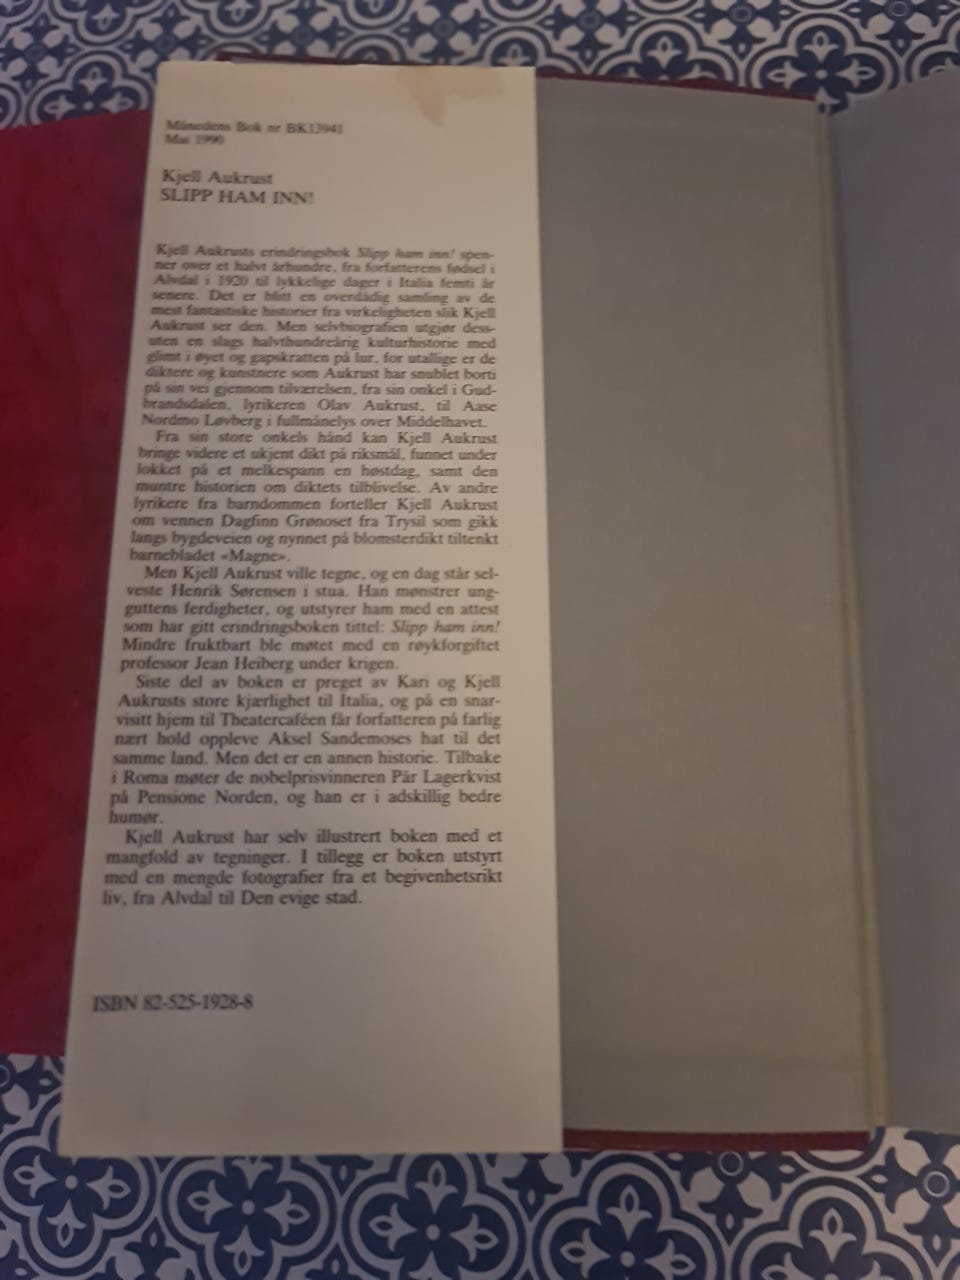 Månedens Bok nr BK13941
Mai 1990
Kjell Aukrust
SLIPP HAM INN!
Kjell Aukrusts erindringsbok Slipp ham inn! spen-
ner over et halvt århundre, fra forfatterens fødsel i
Alvdal i 1920 til lykkelige dager i Italia femti år
senere. Det er blitt en overdådig samling av de
mest fantastiske historier fra virkeligheten slik Kjell
Aukrust ser den. Men selvbiografien utgjør dess-
uten en slags halvthundreårig kulturhistorie med
glimt i øyet og gapskratten på lur, for utallige er de
diktere og kunstnere som Aukrust har snublet borti
på sin vei gjennom tilværelsen, fra sin onkel i Gud-
brandsdalen, lyrikeren Olav Aukrust, til Aase
Nordmo Løvberg i fullmånelys over Middelhavet.
Fra sin store onkels hånd kan Kjell Aukrust
bringe videre et ukjent dikt på riksmål, funnet under
lokket på et melkespann en høstdag, samt den
muntre historien om diktets tilblivelse. Av andre
lyrikere fra barndommen forteller Kjell Aukrust
om vennen Dagfinn Grønoset fra Trysil som gikk
langs bygdeveien og nynnet på blomsterdikt tiltenkt
barnebladet «Magne».
Men Kjell Aukrust ville tegne, og en dag står sel-
veste Henrik Sørensen i stua. Han mønstrer ung-
guttens ferdigheter, og utstyrer ham med en attest
som har gitt erindringsboken tittel: Slipp ham inn!
Mindre fruktbart ble møtet med en røykforgiftet
professor Jean Heiberg under krigen.
Siste del av boken er preget av Kari og Kjell
Aukrusts store kjærlighet til Italia, og på en snar-
visitt hjem til Theatercaféen får forfatteren på farlig
nært hold oppleve Aksel Sandemoses hat til det
samme land. Men det er en annen historie. Tilbake
i Roma møter de nobelprisvinneren Pär Lagerkvist
på Pensione Norden, og han er i adskillig bedre
humør.
Kjell Aukrust har selv illustrert boken med et
mangfold av tegninger. I tillegg er boken utstyrt
med en mengde fotografier fra et begivenhetsrikt
liv, fra Alvdal til Den evige stad.
ISBN 82-525-1928-8